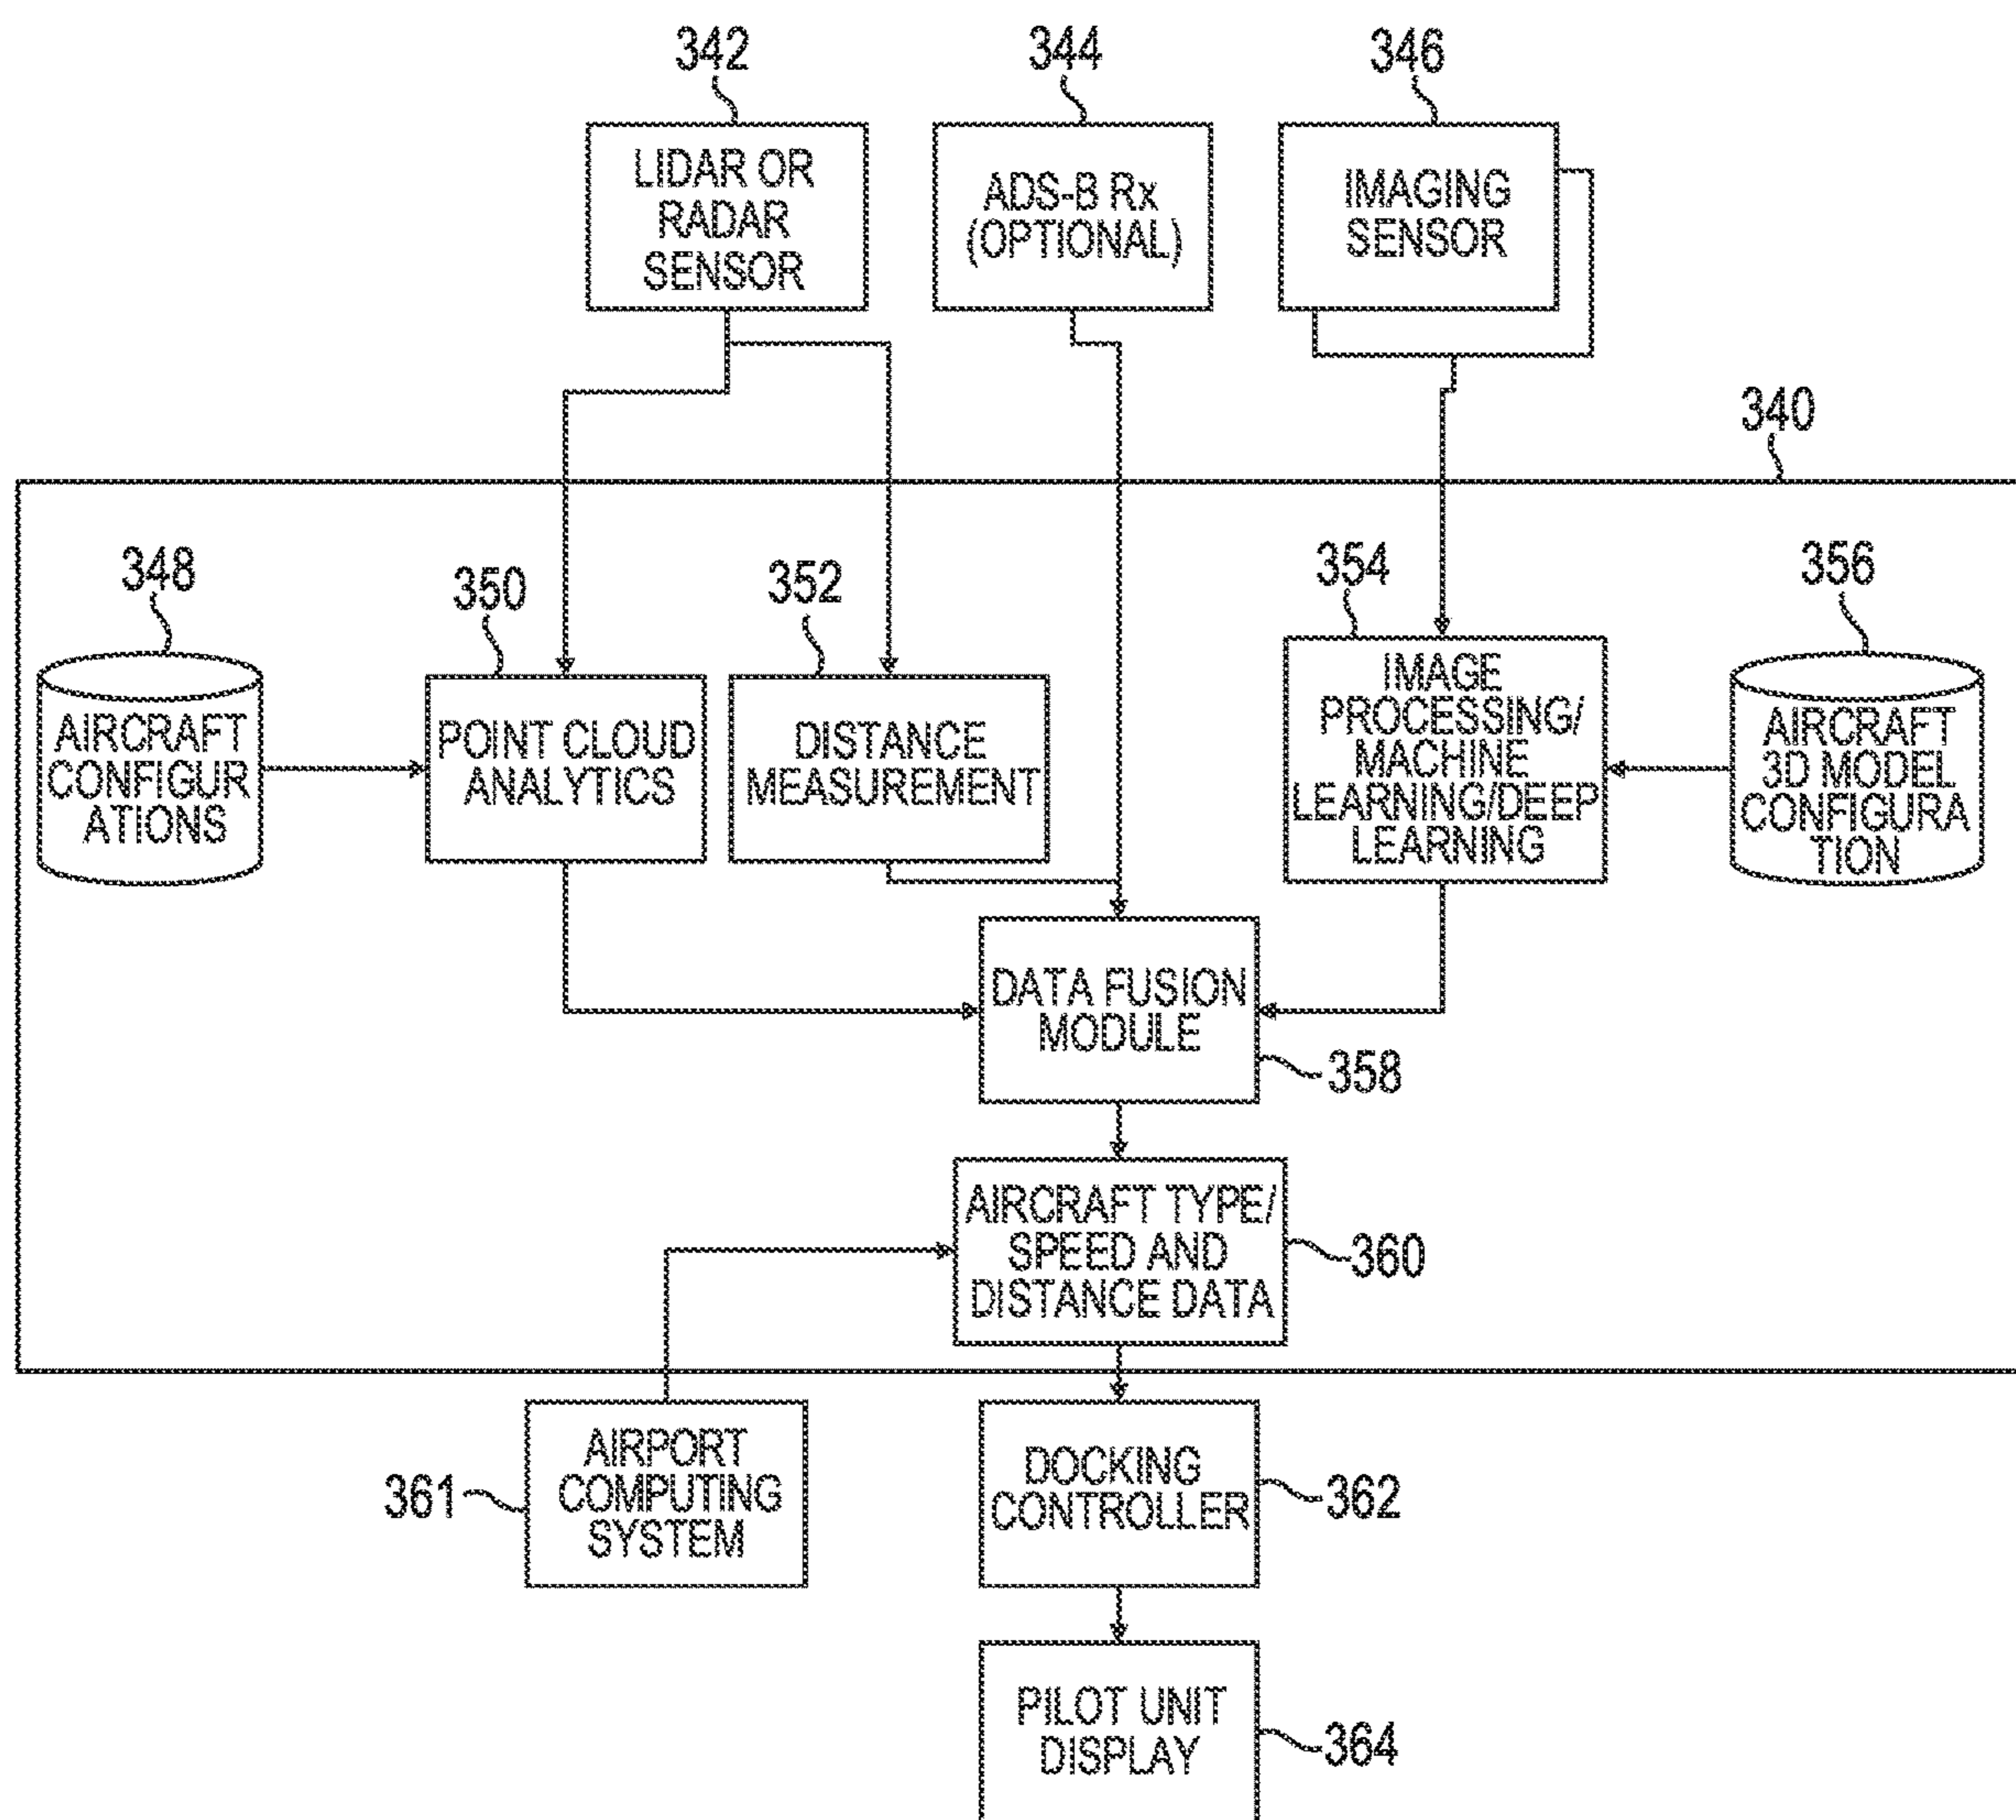 342
344
346
LIDAR OR
RADAR
SENSOR
ADS-B Rx
(OPTIONAL)
IMAGING
SENSOR
340
348
350
352
354
356
AIRCRAFT
CONFIGUR
ATIONS
POINT CLOUD
ANALYTICS
DISTANCE
MEASUREMENT
IMAGE
PROCESSING/
MACHINE
LEARNING/DEEP
LEARNING
AIRCRAFT
3D MODEL
CONFIGURA
TION
DATA FUSION
MODULE
358
AIRCRAFT TYPE/
SPEED AND
DISTANCE DATA
360
361
AIRPORT
COMPUTING
SYSTEM
DOCKING
CONTROLLER
362
PILOT UNIT
DISPLAY
364